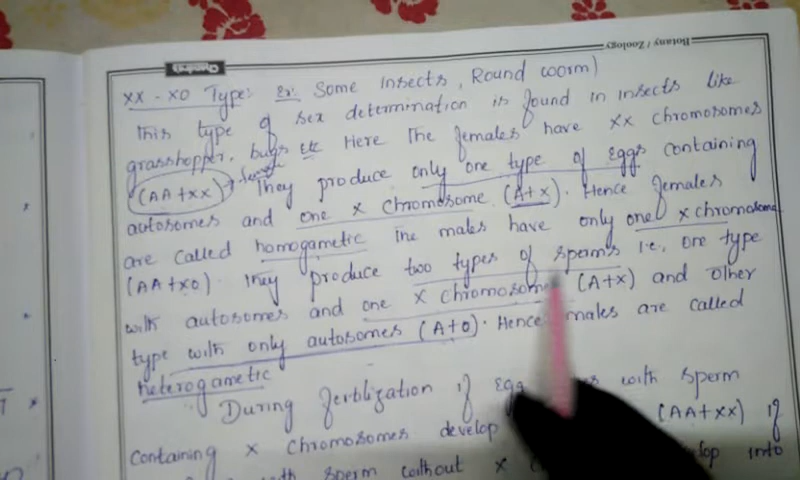 Botany / Zoology
XX - XO Type: Ex: Some Insects, Round worm)
This type of sex determination is found in insects like
grasshopper, bugs etc Here The females have XX chromosomes
(AA+XX) They produce only one type of eggs containing
autosomes and one X chromosome (A+X). Hence females
are called homogametic The males have only one X chromosome
(AA+XO) They produce two types of sperms i.e., one type
with autosomes and one X chromosome (A+X) and other
type with only autosomes (A+O). Hence males are called
heterogametic
During fertilization if egg with sperm
containing X chromosomes develop (AA+XX) if
sperm without X into